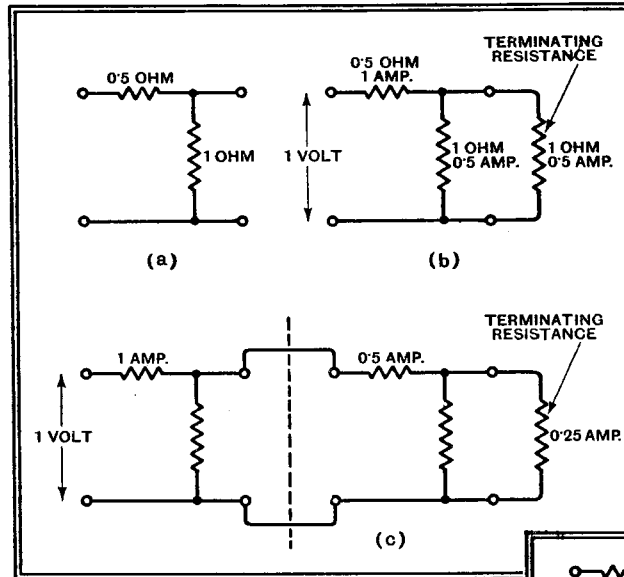 0·5 OHM
1 OHM
(a)
0·5 OHM
1 AMP.
TERMINATING
RESISTANCE
1 VOLT
1 OHM
0·5 AMP.
1 OHM
0·5 AMP.
(b)
1 AMP.
0·5 AMP.
TERMINATING
RESISTANCE
1 VOLT
0·25 AMP.
(c)